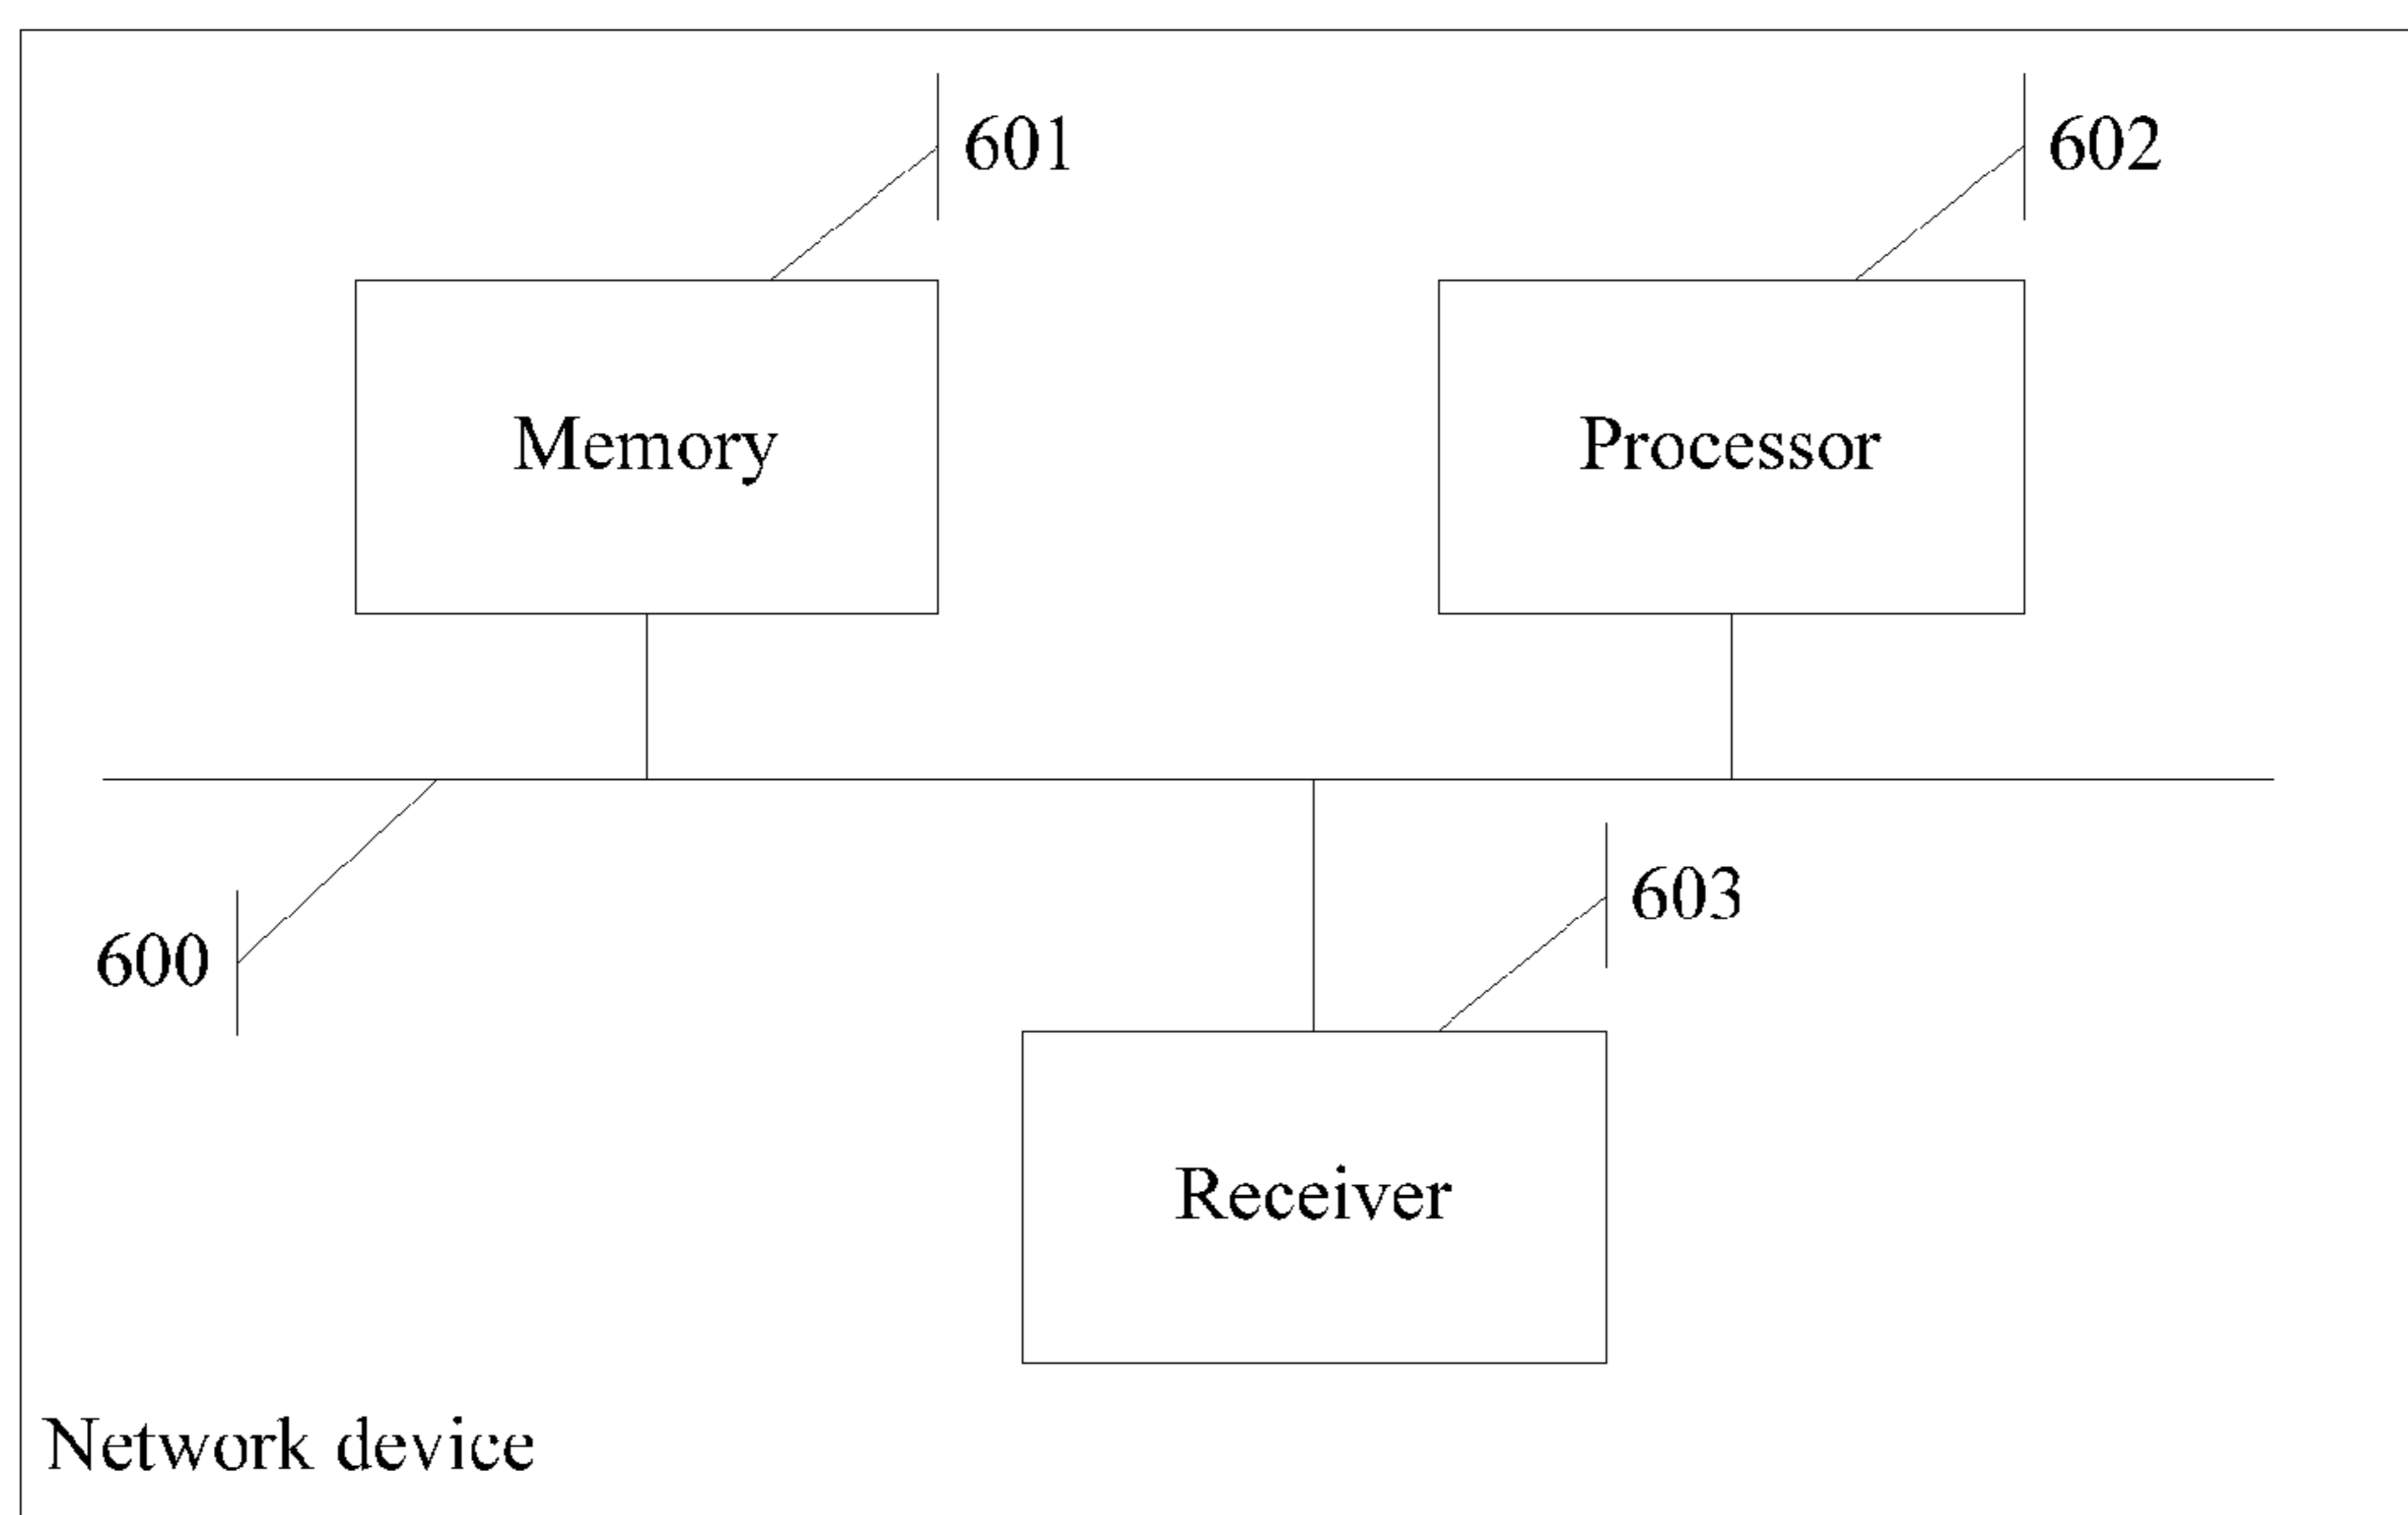 601
602
Memory
Processor
603
600
Receiver
Network device